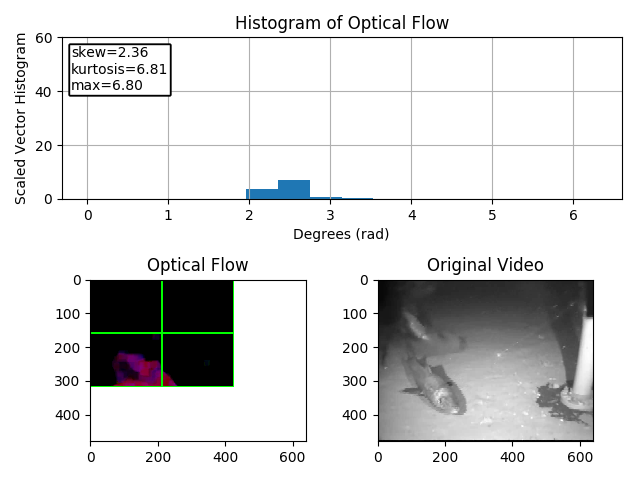 Histogram of Optical Flow
Scaled Vector Histogram
60
40
20
0
skew=2.36
kurtosis=6.81
max=6.80
0 1 2 3 4 5 6
Degrees (rad)
Optical Flow
0
100
200
300
400
0 200 400 600
Original Video
0
100
200
300
400
0 200 400 600